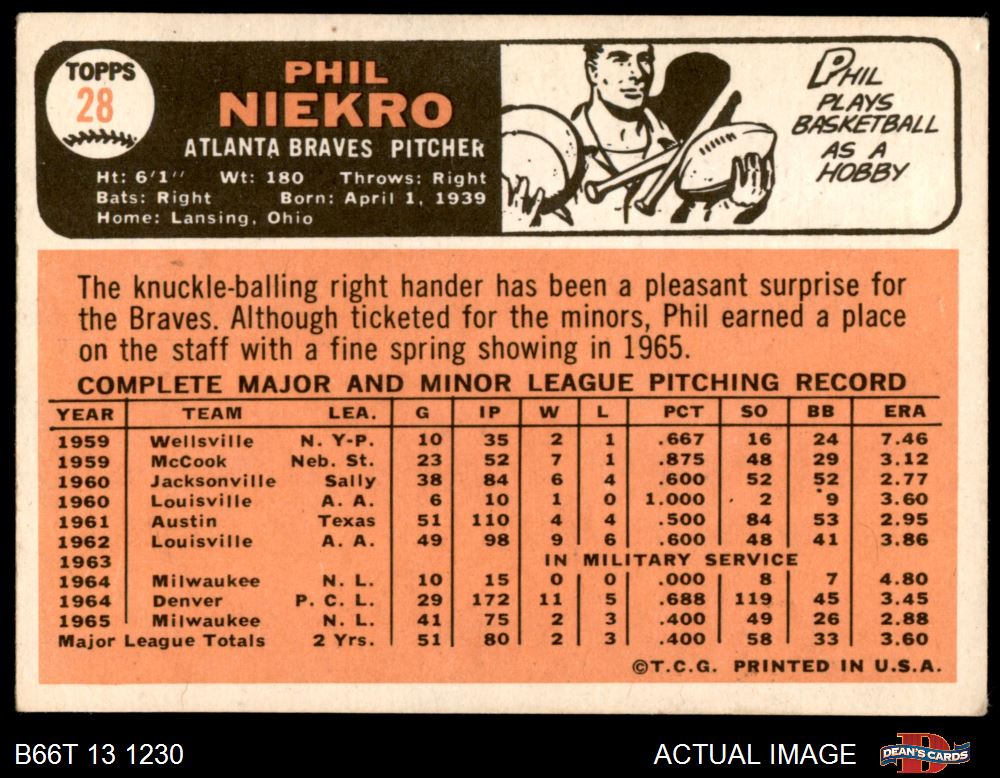 TOPPS
28
PHIL
NIEKRO
ATLANTA BRAVES PITCHER
Ht: 6'1" Wt: 180 Throws: Right
Bats: Right Born: April 1, 1939
Home: Lansing, Ohio
PHIL
PLAYS
BASKETBALL
AS A
HOBBY
The knuckle-balling right hander has been a pleasant surprise for
the Braves. Although ticketed for the minors, Phil earned a place
on the staff with a fine spring showing in 1965.
COMPLETE MAJOR AND MINOR LEAGUE PITCHING RECORD
YEAR TEAM LEA. G IP W L PCT SO BB ERA
1959 Wellsville N. Y-P. 10 35 2 1 .667 16 24 7.46
1959 McCook Neb. St. 23 52 7 1 .875 48 29 3.12
1960 Jacksonville Sally 38 84 6 4 .600 52 52 2.77
1960 Louisville A. A. 6 10 1 0 1.000 2 9 3.60
1961 Austin Texas 51 110 4 4 .500 84 53 2.95
1962 Louisville A. A. 49 98 9 6 .600 48 41 3.86
1963 IN MILITARY SERVICE
1964 Milwaukee N. L. 10 15 0 0 .000 8 7 4.80
1964 Denver P. C. L. 29 172 11 5 .688 119 45 3.45
1965 Milwaukee N. L. 41 75 2 3 .400 49 26 2.88
Major League Totals 2 Yrs. 51 80 2 3 .400 58 33 3.60
©T.C.G. PRINTED IN U.S.A.
B66T 13 1230
ACTUAL IMAGE
D
DEAN'S CARDS